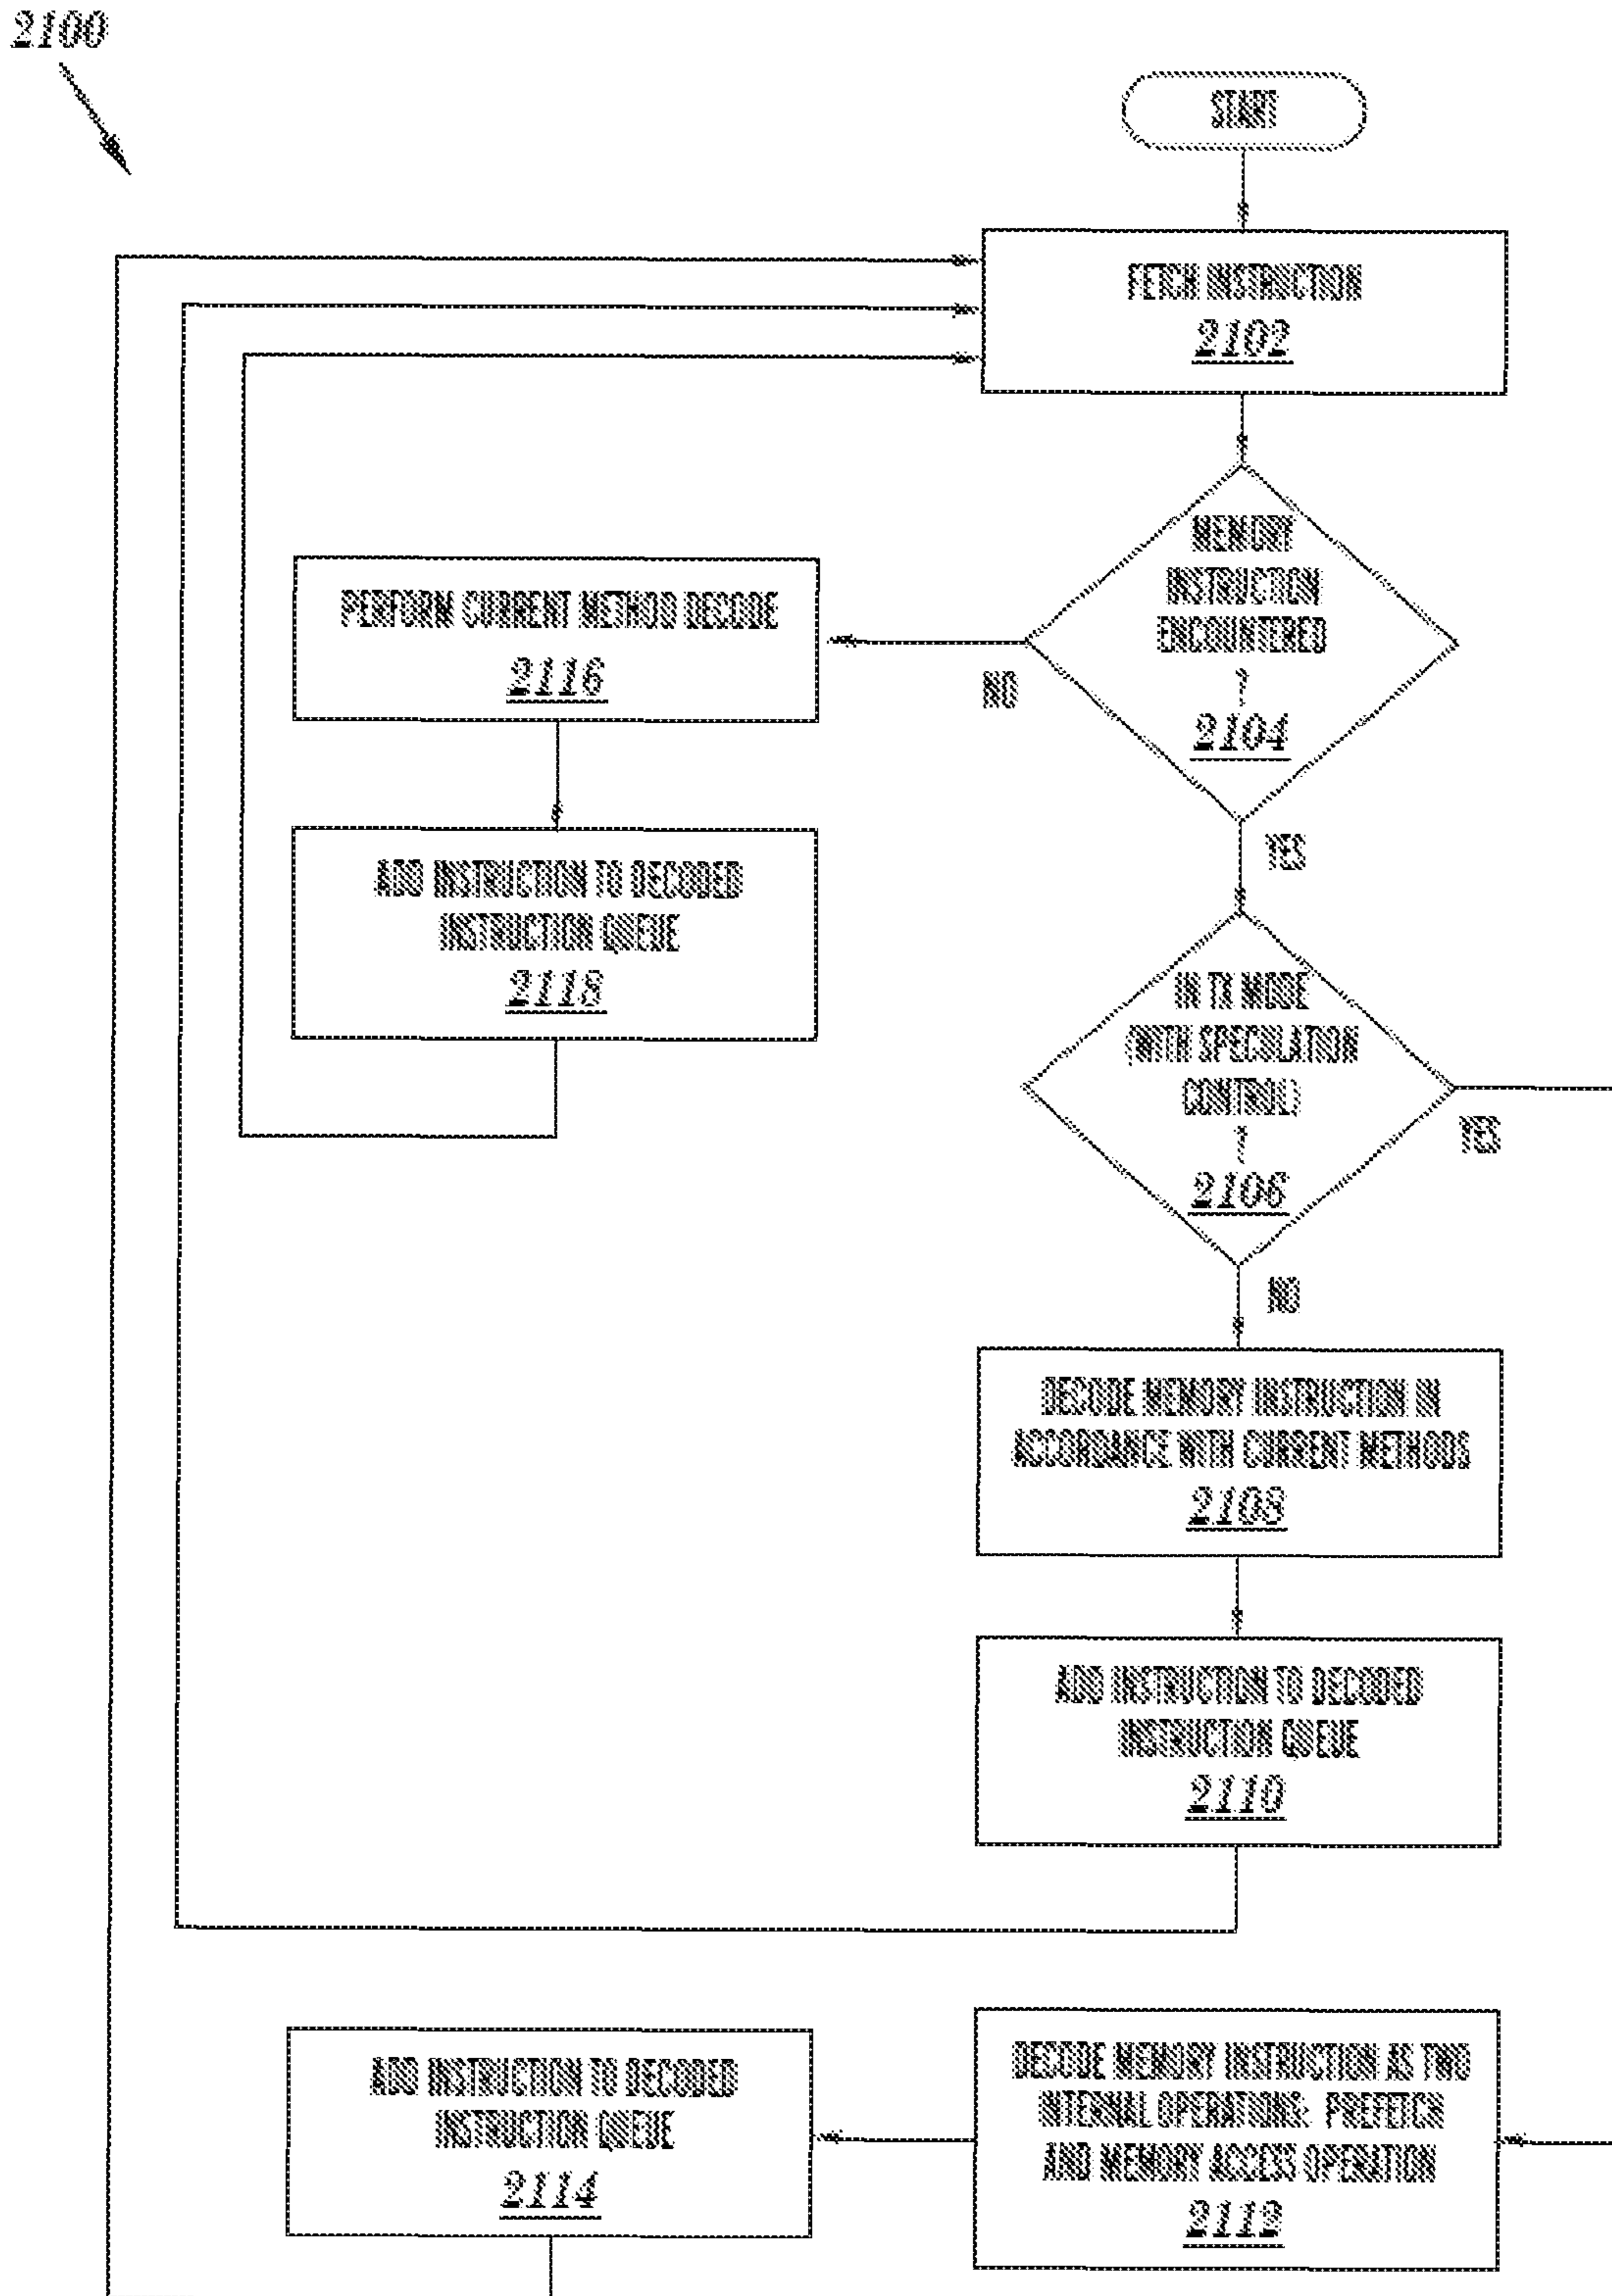 2100
START
FETCH INSTRUCTION
2102
MEMORY
INSTRUCTION
ENCOUNTERED
?
2104
NO
YES
PERFORM CURRENT METHOD DECODE
2116
ADD INSTRUCTION TO DECODED
INSTRUCTION QUEUE
2118
IN TX MODE
(WITH SPECULATION
CONTROL)
?
2106
YES
NO
DECODE MEMORY INSTRUCTION IN
ACCORDANCE WITH CURRENT METHODS
2108
ADD INSTRUCTION TO DECODED
INSTRUCTION QUEUE
2110
DECODE MEMORY INSTRUCTION AS TWO
INTERNAL OPERATIONS: PREFETCH
AND MEMORY ACCESS OPERATION
2112
ADD INSTRUCTION TO DECODED
INSTRUCTION QUEUE
2114